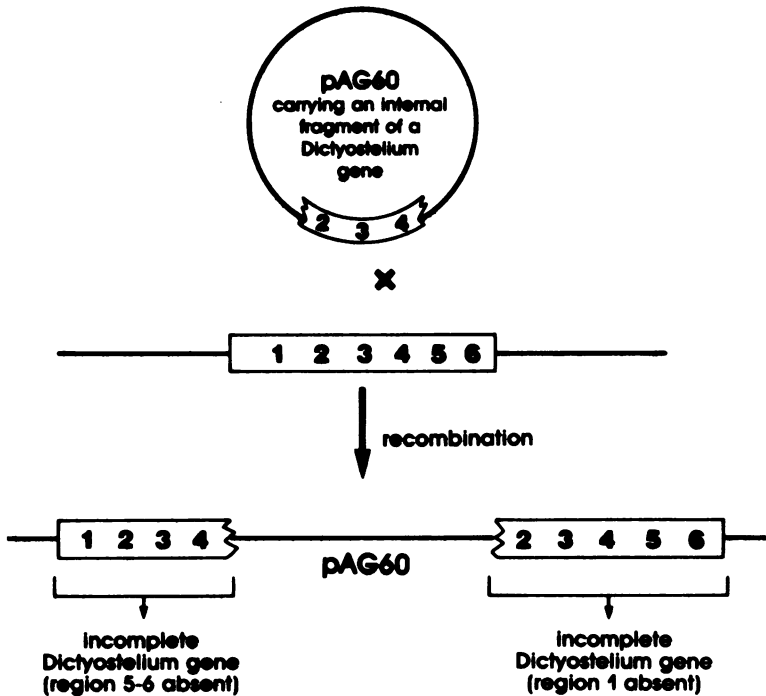 pAG60
carrying an internal
fragment of a
Dictyostelium
gene
2 3 4
×
1 2 3 4 5 6
recombination
1 2 3 4
pAG60
2 3 4 5 6
incomplete
Dictyostelium gene
(region 5-6 absent)
incomplete
Dictyostelium gene
(region 1 absent)